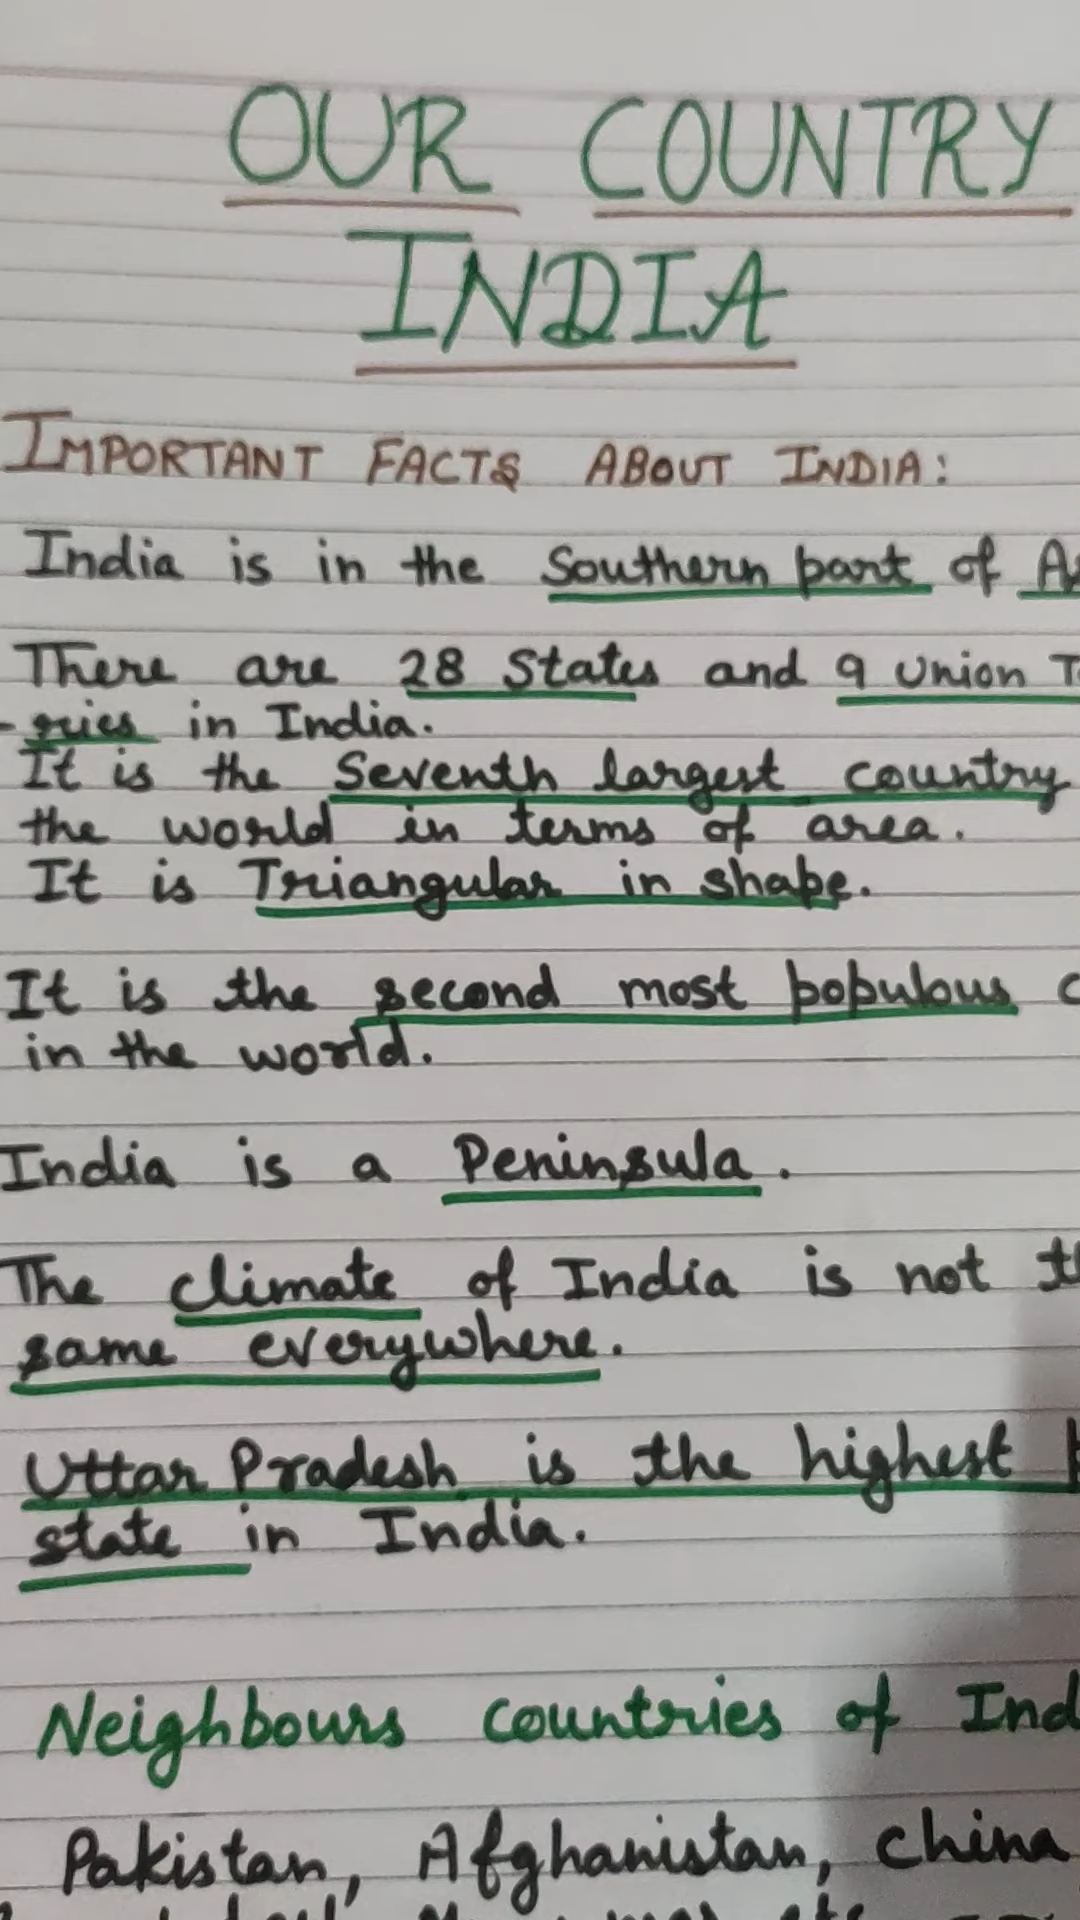 OUR COUNTRY
INDIA
IMPORTANT FACTS ABOUT INDIA:
India is in the Southern part of As
There are 28 States and 9 Union T
-ries in India.
It is the Seventh largest country
the world in terms of area.
It is Triangular in shape.
It is the second most populous c
in the world.
India is a Peninsula.
The climate of India is not th
same everywhere.
Uttar Pradesh is the highest
state in India.
Neighbours countries of Ind
Pakistan, Afghanistan, China